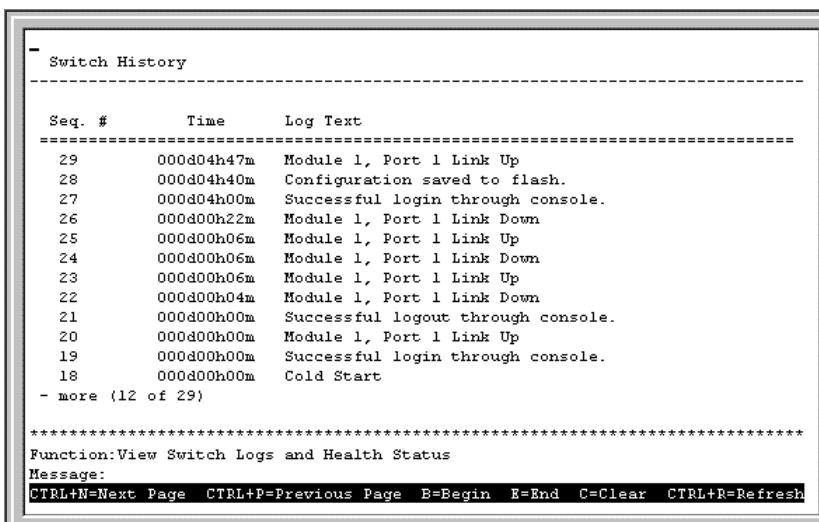 Switch History
--------------------------------------------------------------------------------
Seq. # Time Log Text
================================================================================
29 000d04h47m Module 1, Port 1 Link Up
28 000d04h40m Configuration saved to flash.
27 000d04h00m Successful login through console.
26 000d00h22m Module 1, Port 1 Link Down
25 000d00h06m Module 1, Port 1 Link Up
24 000d00h06m Module 1, Port 1 Link Down
23 000d00h06m Module 1, Port 1 Link Up
22 000d00h04m Module 1, Port 1 Link Down
21 000d00h00m Successful logout through console.
20 000d00h00m Module 1, Port 1 Link Up
19 000d00h00m Successful login through console.
18 000d00h00m Cold Start
- more (12 of 29)
********************************************************************************
Function:View Switch Logs and Health Status
Message:
CTRL+N=Next Page CTRL+P=Previous Page B=Begin E=End C=Clear CTRL+R=Refresh